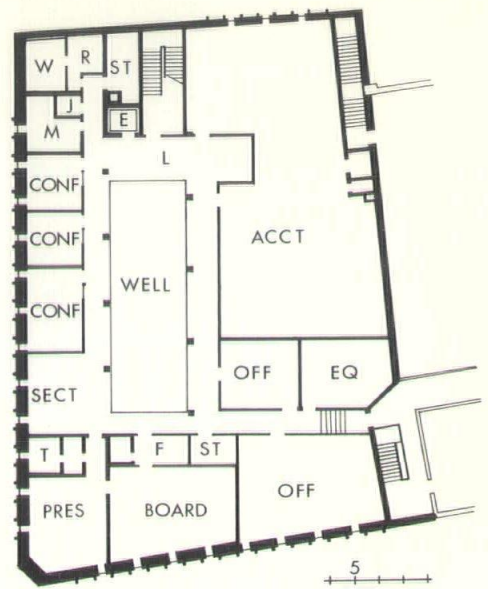 W
R
ST
J
M
E
L
CONF
CONF
CONF
WELL
ACCT
OFF
EQ
SECT
T
F
ST
PRES
BOARD
OFF
5